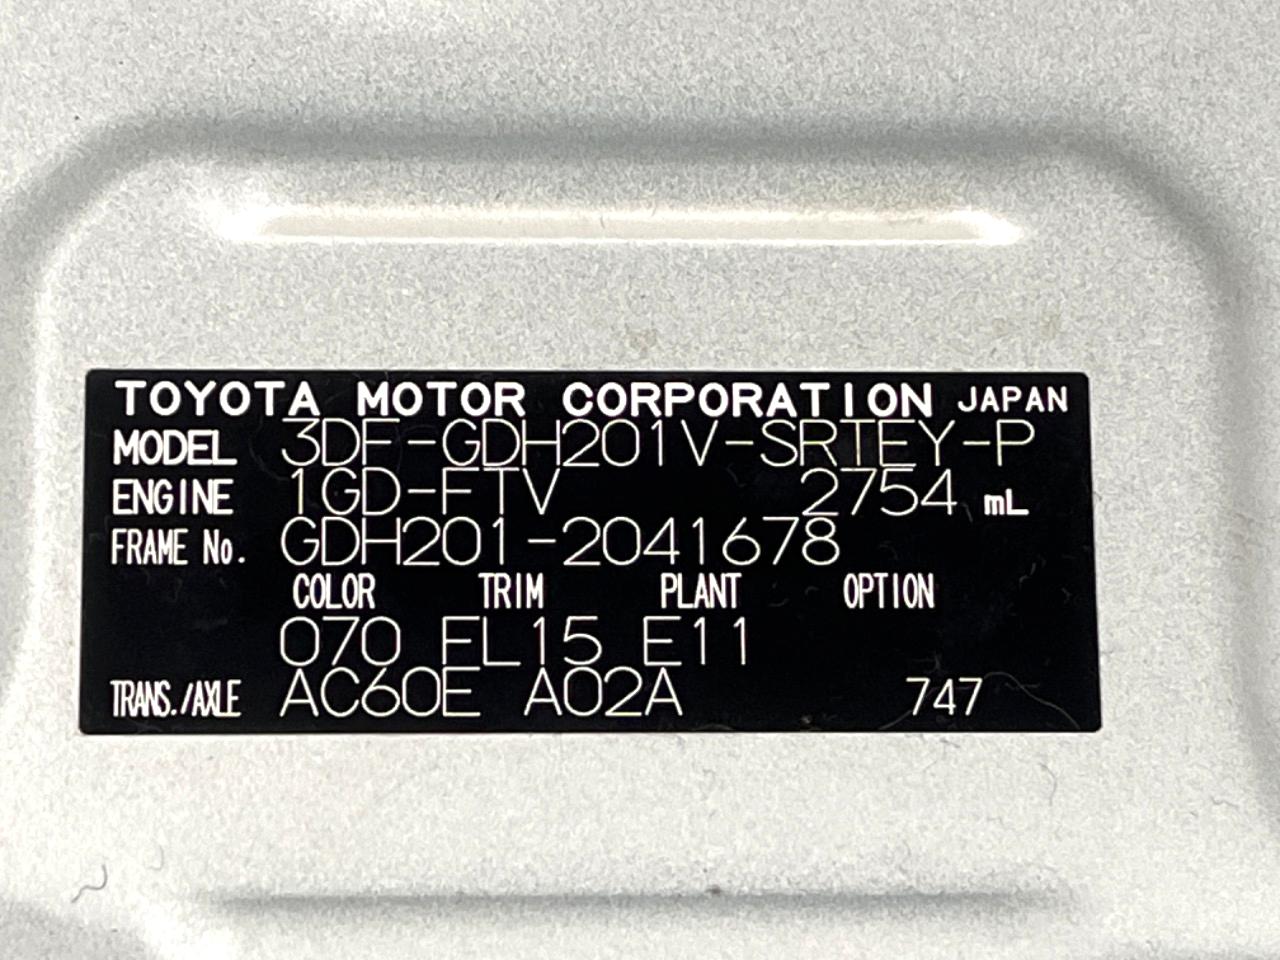 TOYOTA MOTOR CORPORATION JAPAN
MODEL 3DF-GDH201V-SRTEY-P
ENGINE 1GD-FTV 2754 mL
FRAME No. GDH201-2041678
COLOR TRIM PLANT OPTION
070 FL15 E11
TRANS./AXLE AC60E A02A 747